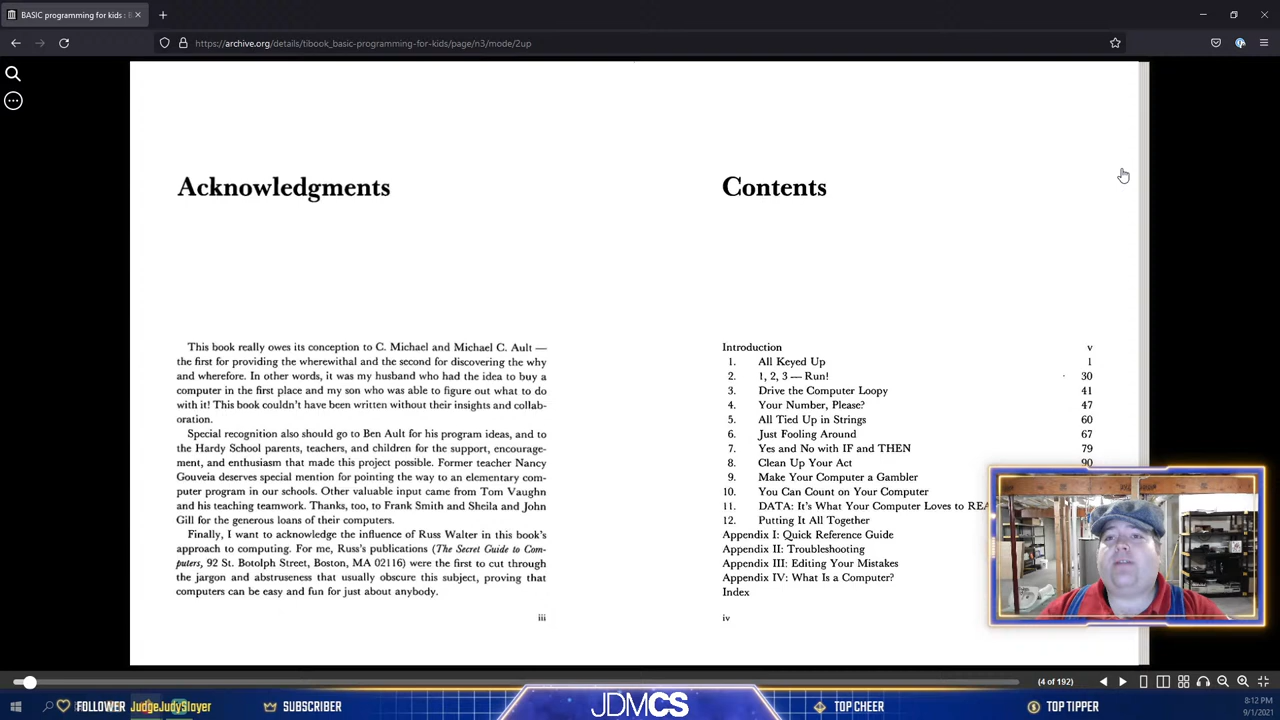 BASIC programming for kids : B
https://archive.org/details/tibook_basic-programming-for-kids/page/n3/mode/2up
Acknowledgments
This book really owes its conception to C. Michael and Michael C. Ault —
the first for providing the wherewithal and the second for discovering the why
and wherefore. In other words, it was my husband who had the idea to buy a
computer in the first place and my son who was able to figure out what to do
with it! This book couldn't have been written without their insights and collab-
oration.
Special recognition also should go to Ben Ault for his program ideas, and to
the Hardy School parents, teachers, and children for the support, encourage-
ment, and enthusiasm that made this project possible. Former teacher Nancy
Gouveia deserves special mention for pointing the way to an elementary com-
puter program in our schools. Other valuable input came from Tom Vaughn
and his teaching teamwork. Thanks, too, to Frank Smith and Sheila and John
Gill for the generous loans of their computers.
Finally, I want to acknowledge the influence of Russ Walter in this book's
approach to computing. For me, Russ's publications (The Secret Guide to Com-
puters, 92 St. Botolph Street, Boston, MA 02116) were the first to cut through
the jargon and abstruseness that usually obscure this subject, proving that
computers can be easy and fun for just about anybody.
iii
Contents
Introduction v
1. All Keyed Up 1
2. 1, 2, 3 — Run! 30
3. Drive the Computer Loopy 41
4. Your Number, Please? 47
5. All Tied Up in Strings 60
6. Just Fooling Around 67
7. Yes and No with IF and THEN 79
8. Clean Up Your Act 90
9. Make Your Computer a Gambler
10. You Can Count on Your Computer
11. DATA: It's What Your Computer Loves to REA
12. Putting It All Together
Appendix I: Quick Reference Guide
Appendix II: Troubleshooting
Appendix III: Editing Your Mistakes
Appendix IV: What Is a Computer?
Index
iv
(4 of 192)
FOLLOWER JudgeJudySlayer
SUBSCRIBER
JDMCS
TOP CHEER
TOP TIPPER
8:12 PM
9/1/2021